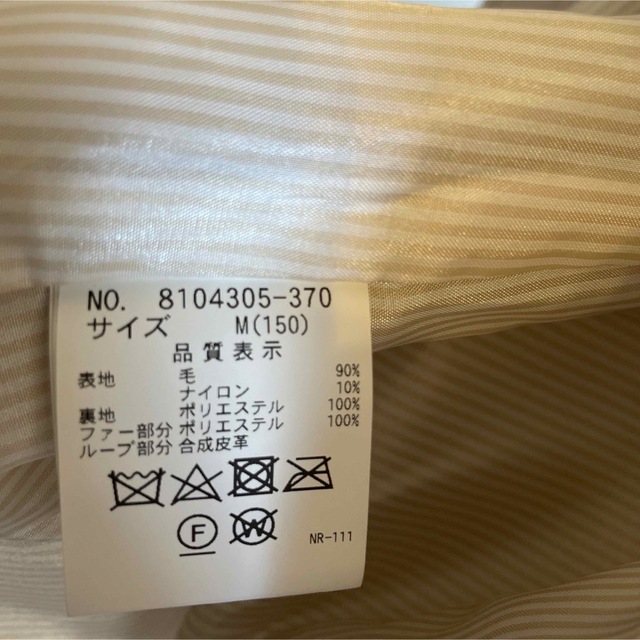 NO. 8104305-370
サイズ M(150)
品質表示
表地 毛 90%
ナイロン 10%
裏地 ポリエステル 100%
ファー部分 ポリエステル 100%
ループ部分 合成皮革
F W
NR-111